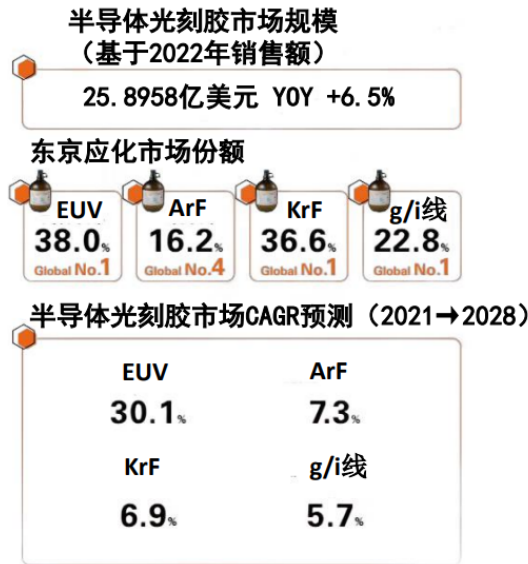 半导体光刻胶市场规模
（基于2022年销售额）
25.8958亿美元 YOY +6.5%
东京应化市场份额
EUV ArF KrF g/i线
38.0% 16.2% 36.6% 22.8%
Global No.1 Global No.4 Global No.1 Global No.1
半导体光刻胶市场CAGR预测（2021→2028）
EUV ArF
30.1% 7.3%
KrF g/i线
6.9% 5.7%